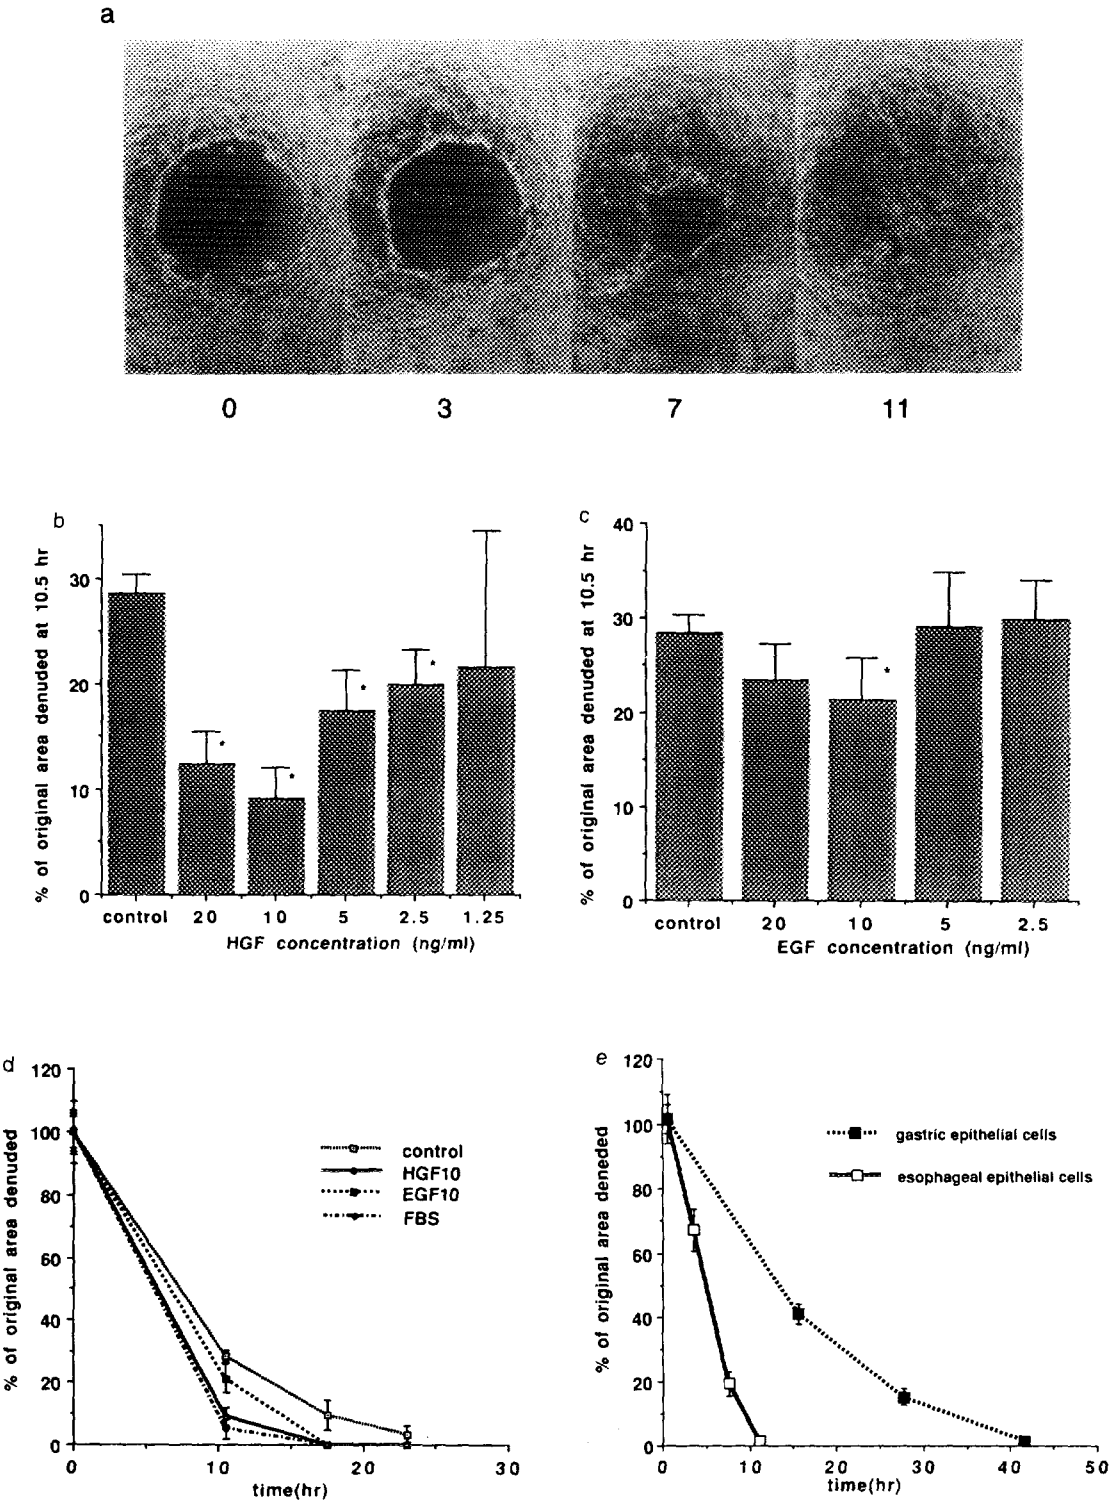 a
0 3 7 11
b
% of original area denuded at 10.5 hr
30
20
10
0
control 20 10 5 2.5 1.25
HGF concentration (ng/ml)
c
% of original area denuded at 10.5 hr
40
30
20
10
0
control 20 10 5 2.5
EGF concentration (ng/ml)
* * * *
*
d
% of original area denuded
120
100
80
60
40
20
0
0 10 20 30
time(hr)
control
HGF10
EGF10
FBS
e
% of original area deneded
120
100
80
60
40
20
0
0 10 20 30 40 50
time(hr)
gastric epithelial cells
esophageal epithelial cells